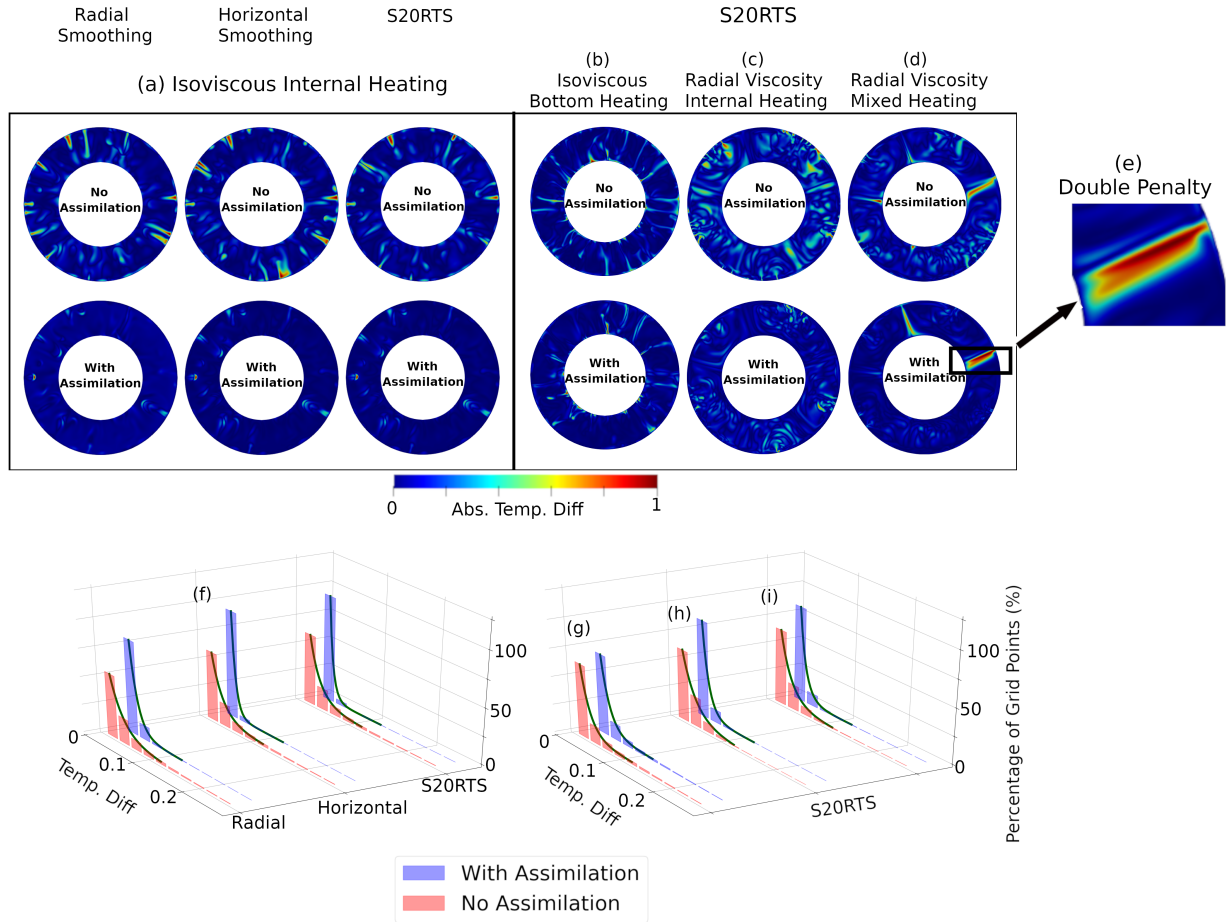 Radial
Smoothing
Horizontal
Smoothing
S20RTS
S20RTS
(a) Isoviscous Internal Heating
(b)
Isoviscous
Bottom Heating
(c)
Radial Viscosity
Internal Heating
(d)
Radial Viscosity
Mixed Heating
No
Assimilation
No
Assimilation
No
Assimilation
No
Assimilation
No
Assimilation
No
Assimilation
(e)
Double Penalty
With
Assimilation
With
Assimilation
With
Assimilation
With
Assimilation
With
Assimilation
With
Assimilation
0
Abs. Temp. Diff
1
(f)
100
50
0
0
0.1
0.2
Temp. Diff
Radial
Horizontal
S20RTS
(g)
(h)
(i)
100
50
0
0
0.1
0.2
Temp. Diff
S20RTS
Percentage of Grid Points (%)
With Assimilation
No Assimilation